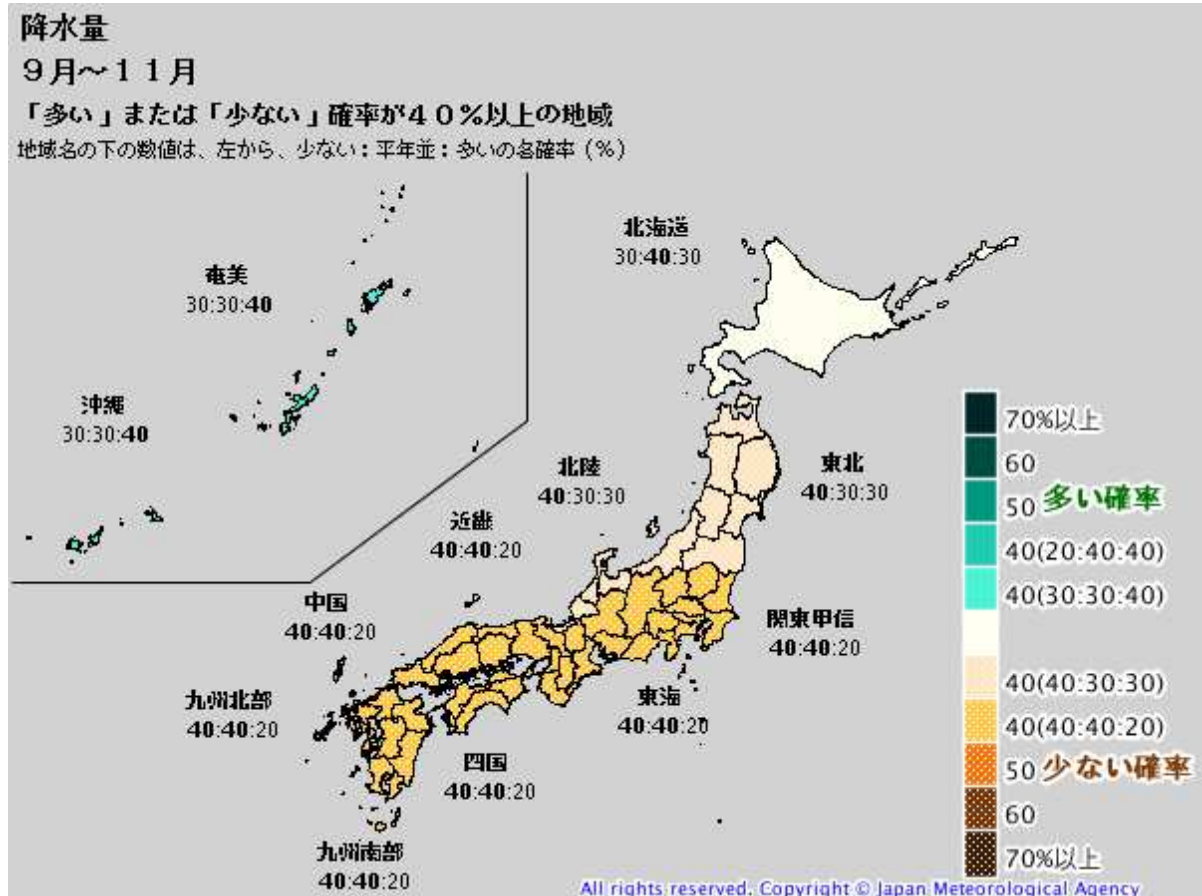 降水量
９月～１１月
「多い」または「少ない」確率が４０％以上の地域
地域名の下の数値は、左から、少ない：平年並：多いの各確率（％）
北海道
30:40:30
奄美
30:30:40
沖縄
30:30:40
北陸
40:30:30
東北
40:30:30
近畿
40:40:20
中国
40:40:20
関東甲信
40:40:20
東海
40:40:20
九州北部
40:40:20
四国
40:40:20
九州南部
40:40:20
70%以上
60
50 多い確率
40(20:40:40)
40(30:30:40)
40(40:30:30)
40(40:40:20)
50 少ない確率
60
70%以上
All rights reserved. Copyright © Japan Meteorological Agency